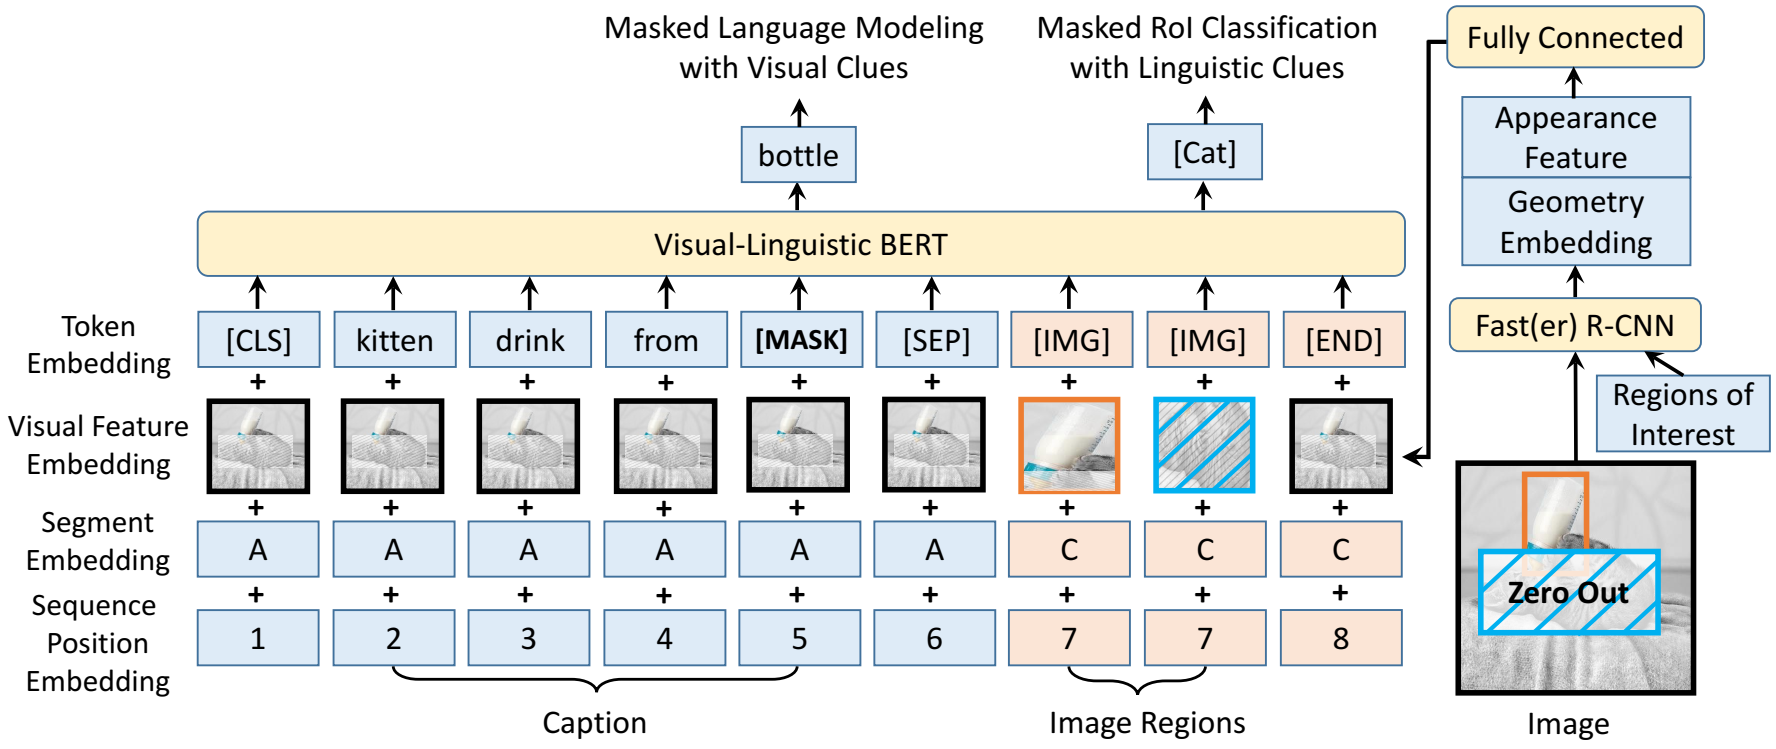 Masked Language Modeling
with Visual Clues
Masked RoI Classification
with Linguistic Clues
Fully Connected
Appearance
Feature
Geometry
Embedding
Fast(er) R-CNN
Regions of
Interest
bottle
[Cat]
Visual-Linguistic BERT
Token
Embedding
[CLS] kitten drink from [MASK] [SEP] [IMG] [IMG] [END]
+ + + + + + + + +
Visual Feature
Embedding
+ + + + + + + + +
Segment
Embedding
A A A A A A C C C
+ + + + + + + + +
Sequence
Position
Embedding
1 2 3 4 5 6 7 7 8
Caption
Image Regions
Zero Out
Image